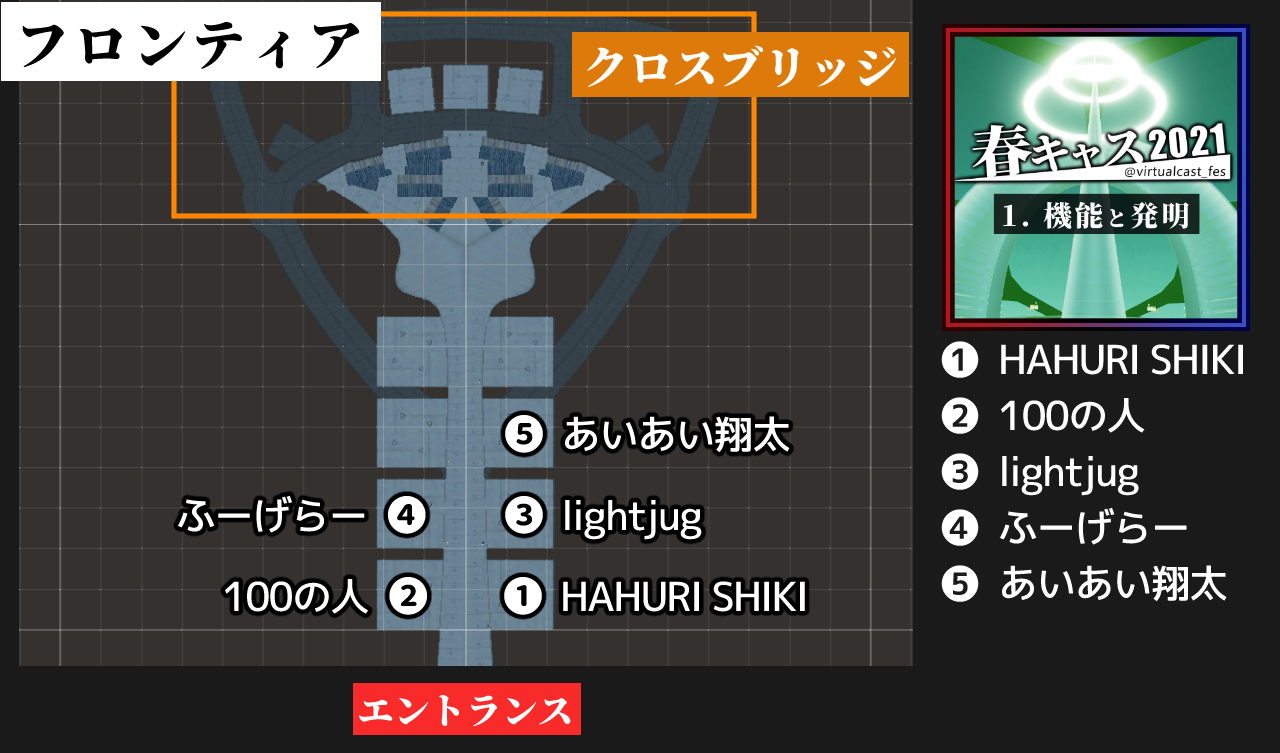 フロンティア
クロスブリッジ
春キャス2021
@virtualcast_fes
1. 機能と発明
❶ HAHURI SHIKI
❷ 100の人
❸ lightjug
❹ ふーげらー
❺ あいあい翔太
❺ あいあい翔太
ふーげらー ❹ ❸ lightjug
100の人 ❷ ❶ HAHURI SHIKI
エントランス